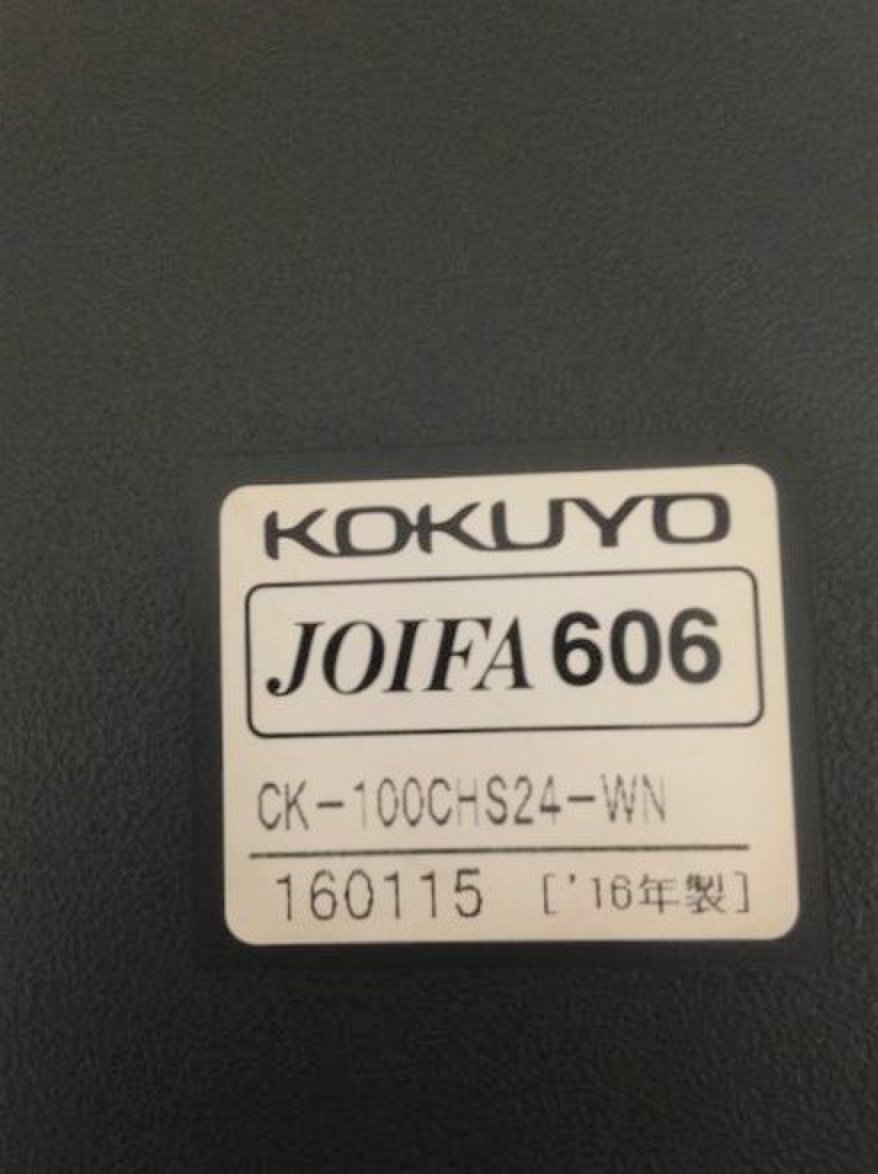 KOKUYO
JOIFA 606
CK-100CHS24-WN
160115 ['16年製]